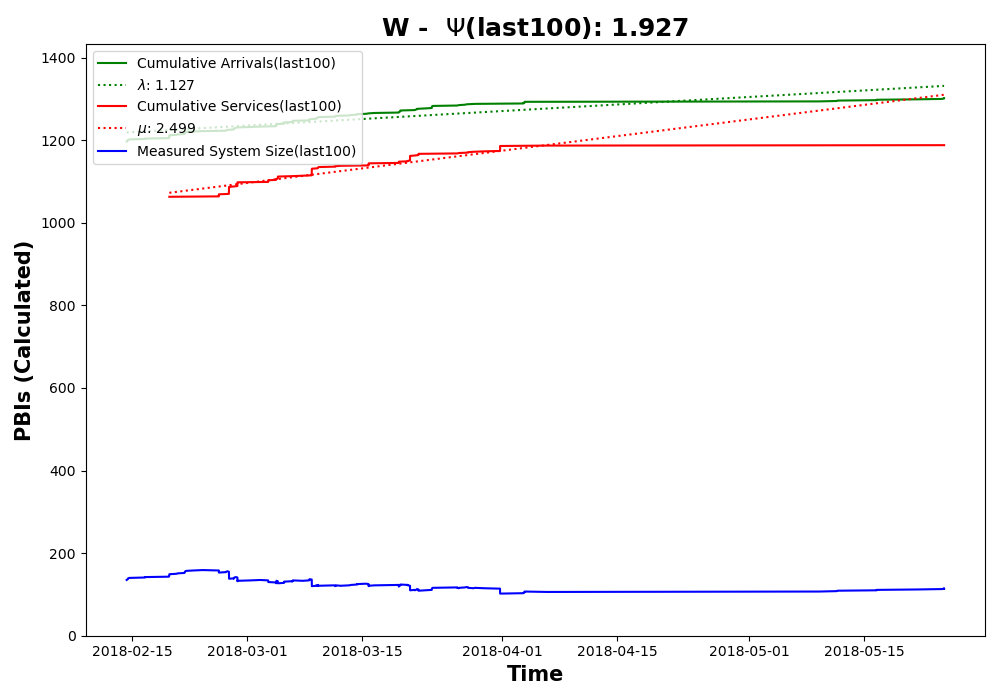 W - Ψ(last100): 1.927
Cumulative Arrivals(last100)
λ: 1.127
Cumulative Services(last100)
μ: 2.499
Measured System Size(last100)
1400
1200
1000
800
600
400
200
0
PBIs (Calculated)
2018-02-15 2018-03-01 2018-03-15 2018-04-01 2018-04-15 2018-05-01 2018-05-15
Time